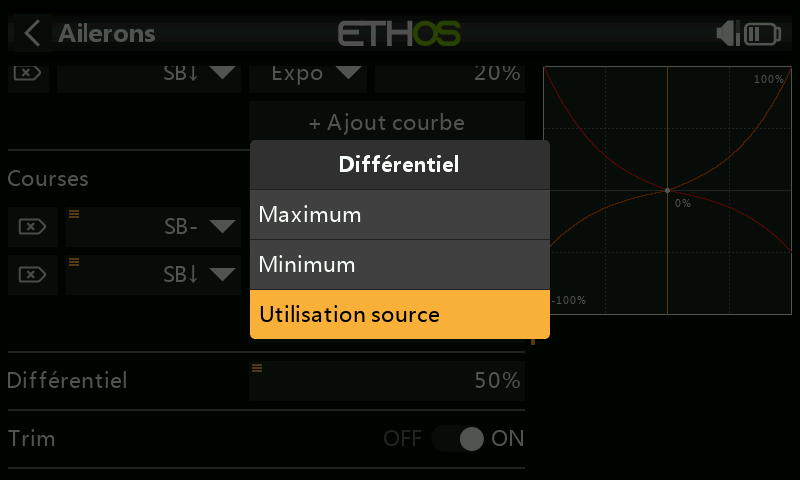 Ailerons
ETHOS
SB↓
Expo
20%
+ Ajout courbe
100%
0%
-100%
Courses
SB-
SB↓
Différentiel
Maximum
Minimum
Utilisation source
Différentiel
50%
Trim
OFF
ON